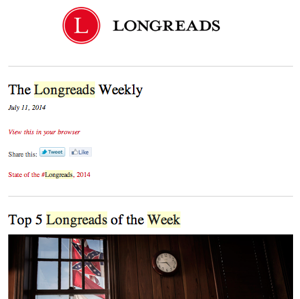 L LONGREADS
The Longreads Weekly
July 11, 2014
View this in your browser
Share this: Tweet Like
State of the #Longreads, 2014
Top 5 Longreads of the Week